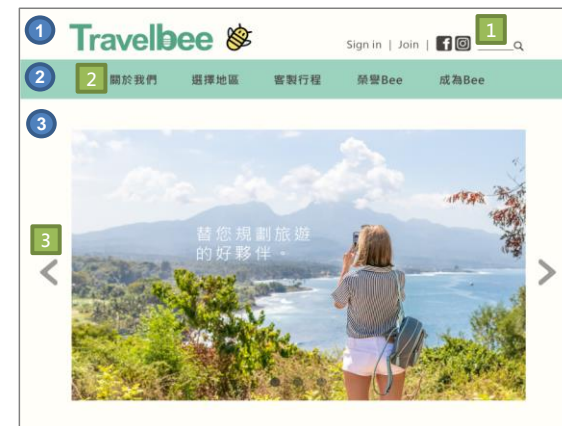 1 Travelbee
Sign in | Join | f 1
2 2 關於我們 選擇地區 客製行程 榮譽Bee 成為Bee
3
替您規劃旅遊
的好夥伴。
3